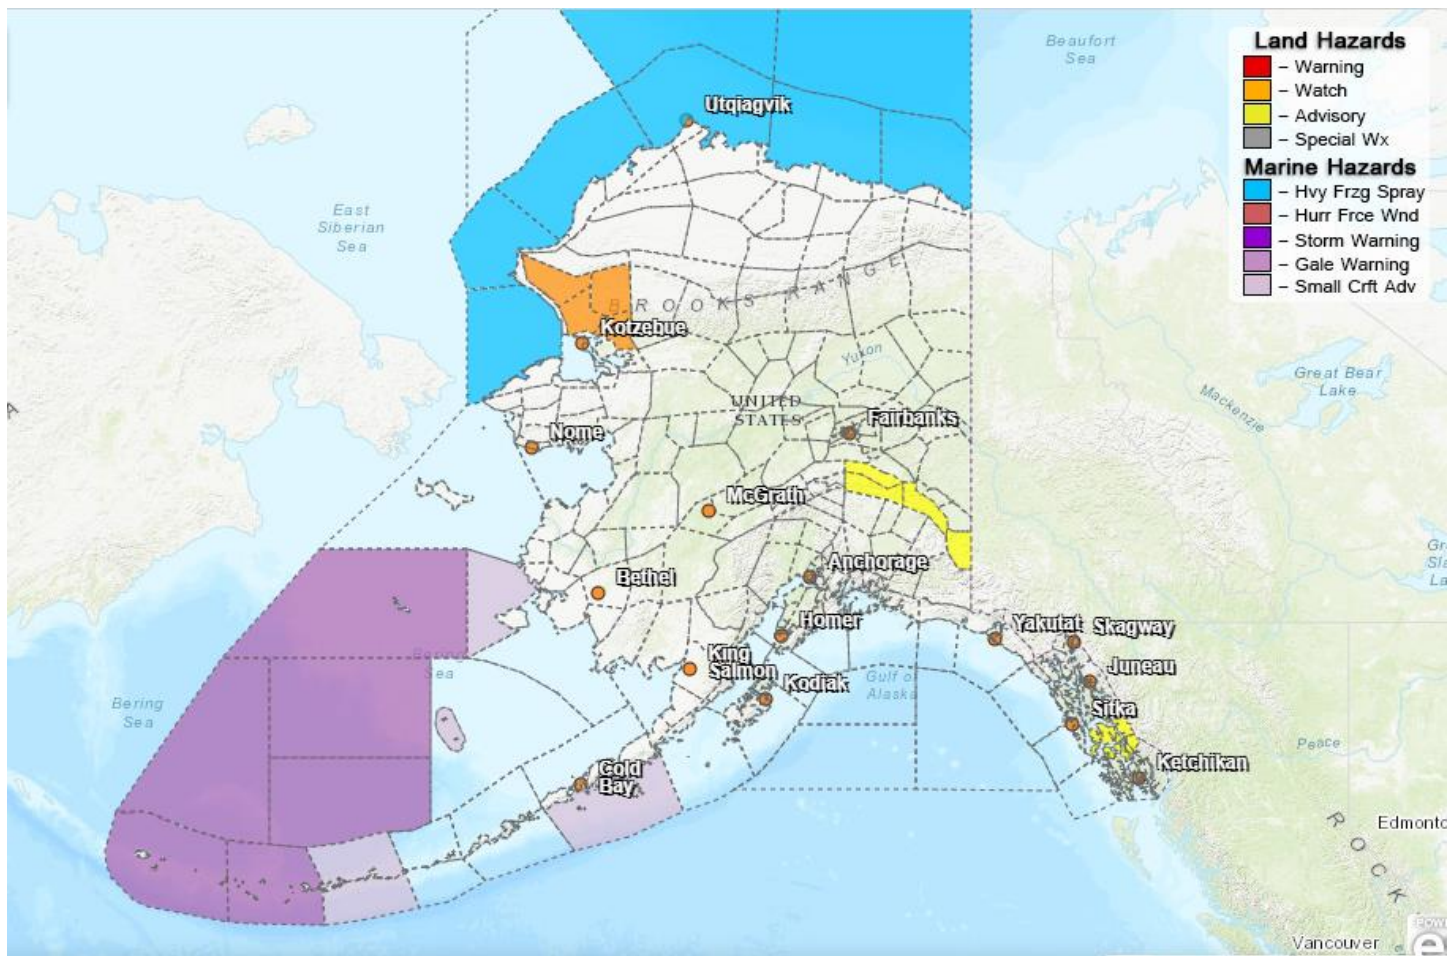 Land Hazards
– Warning
– Watch
– Advisory
– Special Wx
Marine Hazards
– Hvy Frzg Spray
– Hurr Frce Wnd
– Storm Warning
– Gale Warning
– Small Crft Adv
Beaufort
Sea
Utqiagvik
East
Siberian
Sea
BROOKS RANGE
Kotzebue
Yukon
Great Bear
Lake
Mackenzie
UNITED
STATES
Fairbanks
Nome
McGrath
Anchorage
Bethel
Homer
Yakutat
Skagway
King
Salmon
Juneau
Kodiak
Gulf of
Alaska
Bering
Sea
Bering
Sea
Sitka
Peace
Ketchikan
Cold
Bay
Edmonto
ROCK
Vancouver